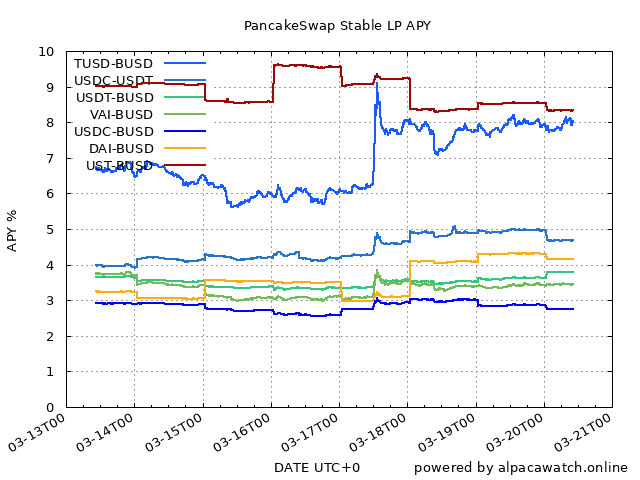 PancakeSwap Stable LP APY
10
9
8
7
6
5
4
3
2
1
0
APY %
TUSD-BUSD
USDC-USDT
USDT-BUSD
VAI-BUSD
USDC-BUSD
DAI-BUSD
UST-BUSD
03-13T00
03-14T00
03-15T00
03-16T00
03-17T00
03-18T00
03-19T00
03-20T00
03-21T00
DATE UTC+0
powered by alpacawatch.online